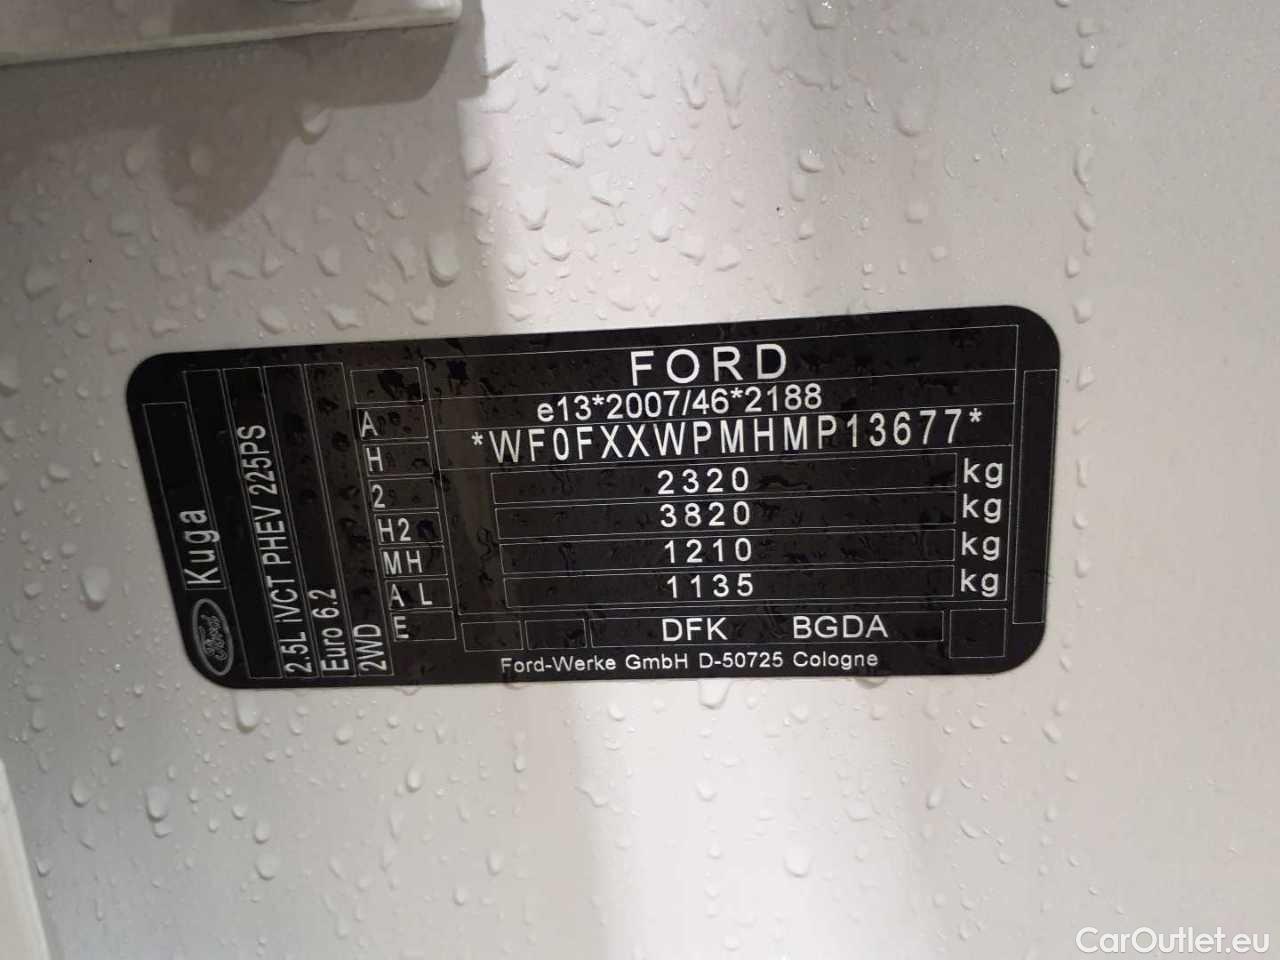 FORD
e13*2007/46*2188
*WF0FXXWPMHMP13677*
2320 kg
3820 kg
1210 kg
1135 kg
DFK BGDA
Ford-Werke GmbH D-50725 Cologne
A
H
2
H2
MH
A L
E
Ford Kuga
2.5L iVCT PHEV 225PS
Euro 6.2
2WD
CarOutlet.eu